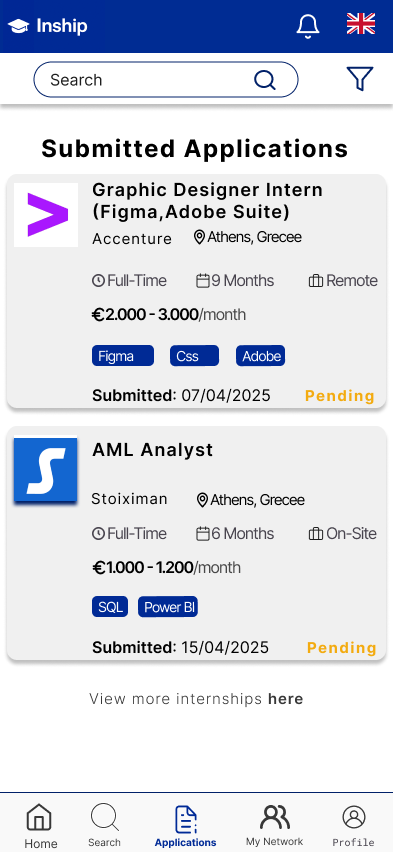 Inship
Search
Submitted Applications
Graphic Designer Intern
(Figma,Adobe Suite)
Accenture Athens, Grecee
Full-Time 9 Months Remote
€2.000 - 3.000/month
Figma Css Adobe
Submitted: 07/04/2025 Pending
AML Analyst
Stoiximan Athens, Grecee
Full-Time 6 Months On-Site
€1.000 - 1.200/month
SQL Power BI
Submitted: 15/04/2025 Pending
View more internships here
Home Search Applications My Network Profile